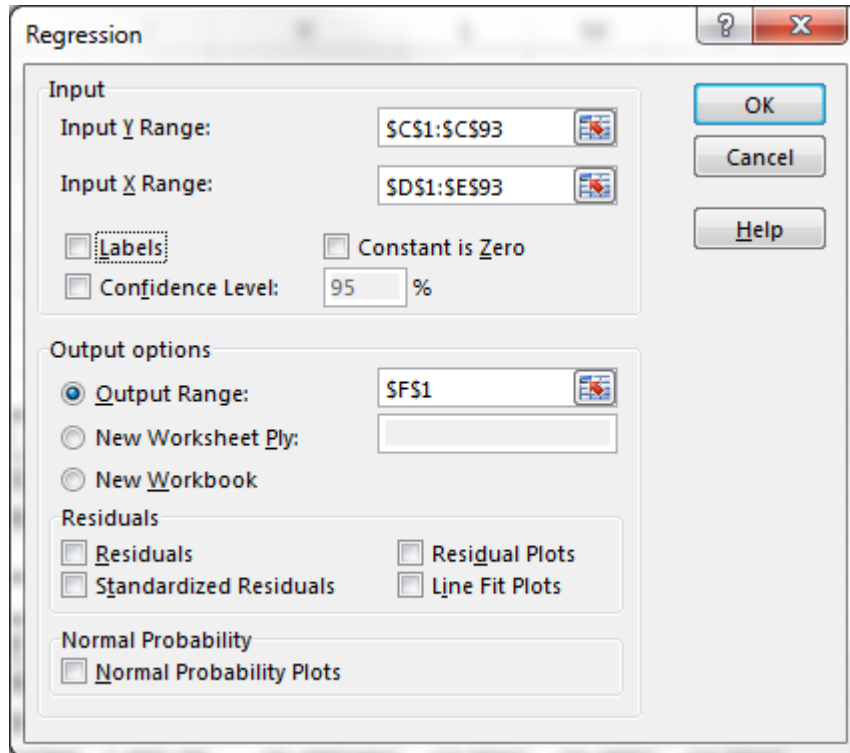 Regression
Input
Input Y Range: $C$1:$C$93
Input X Range: $D$1:$E$93
Labels Constant is Zero
Confidence Level: 95 %
Output options
Output Range: $F$1
New Worksheet Ply:
New Workbook
Residuals
Residuals Residual Plots
Standardized Residuals Line Fit Plots
Normal Probability
Normal Probability Plots
OK
Cancel
Help